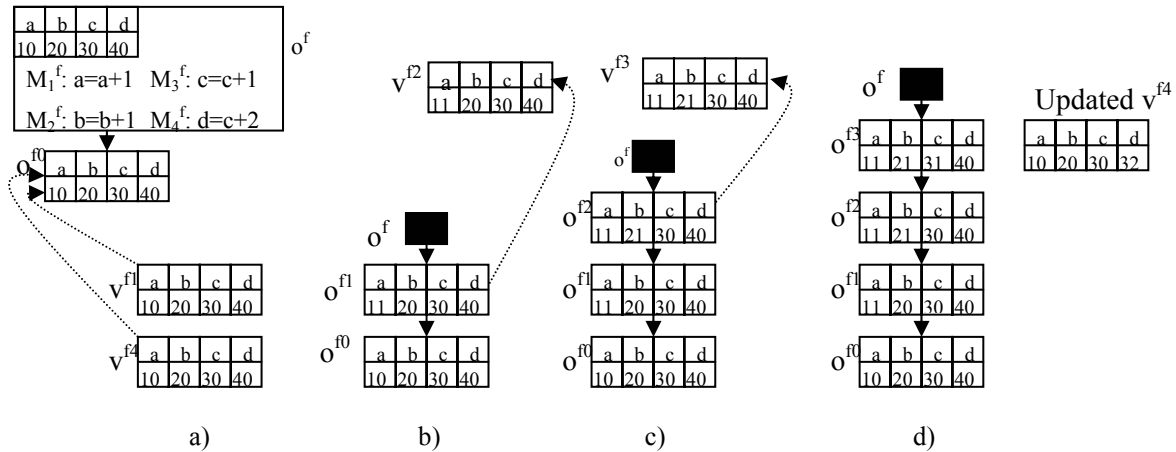 a b c d
10 20 30 40
o^f
M₁^f: a=a+1 M₃^f: c=c+1
M₂^f: b=b+1 M₄^f: d=c+2
o^f0
a b c d
10 20 30 40
v^f1
a b c d
10 20 30 40
v^f4
a b c d
10 20 30 40
a)
v^f2
a b c d
11 20 30 40
o^f
o^f1
a b c d
11 20 30 40
o^f0
a b c d
10 20 30 40
b)
v^f3
a b c d
11 21 30 40
o^f
o^f2
a b c d
11 21 30 40
o^f1
a b c d
11 20 30 40
o^f0
a b c d
10 20 30 40
c)
o^f
o^f3
a b c d
11 21 31 40
o^f2
a b c d
11 21 30 40
o^f1
a b c d
11 20 30 40
o^f0
a b c d
10 20 30 40
d)
Updated v^f4
a b c d
10 20 30 32